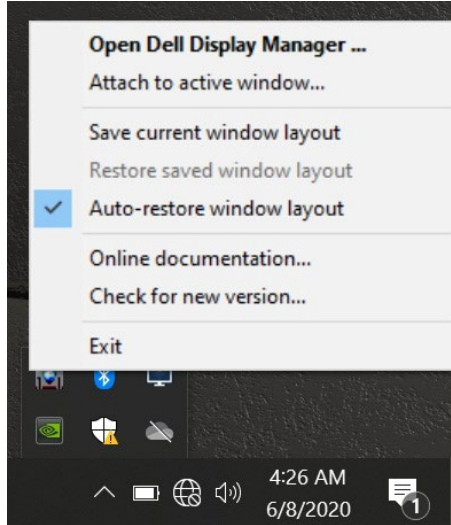 Open Dell Display Manager ...
Attach to active window...
Save current window layout
Restore saved window layout
Auto-restore window layout
Online documentation...
Check for new version...
Exit
4:26 AM
6/8/2020
1